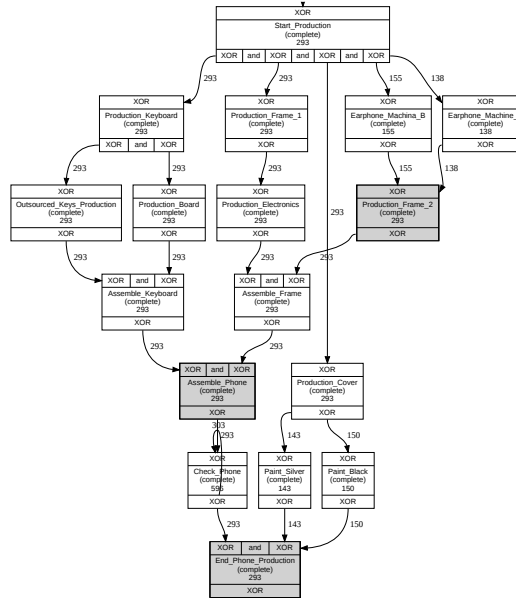 XOR
Start_Production
(complete)
293
XOR and XOR and XOR and XOR
293 293 155 138
XOR XOR XOR XOR
Production_Keyboard Production_Frame_1 Earphone_Machina_B Earphone_Machine_
(complete) (complete) (complete) (complete)
293 293 155 138
XOR and XOR XOR XOR XOR
293 293 293 155 138
XOR XOR XOR XOR
Outsourced_Keys_Production Production_Board Production_Electronics Production_Frame_2
(complete) (complete) (complete) (complete)
293 293 293 293
XOR XOR XOR XOR
293
293 293 293 293
XOR and XOR XOR and XOR
Assemble_Keyboard Assemble_Frame
(complete) (complete)
293 293
XOR XOR
293 293
XOR and XOR XOR
Assemble_Phone Production_Cover
(complete) (complete)
293 293
XOR XOR
303
293 143 150
XOR XOR XOR
Check_Phone Paint_Silver Paint_Black
(complete) (complete) (complete)
143 150
XOR XOR XOR
293 143 150
XOR and XOR
End_Phone_Production
(complete)
293
XOR